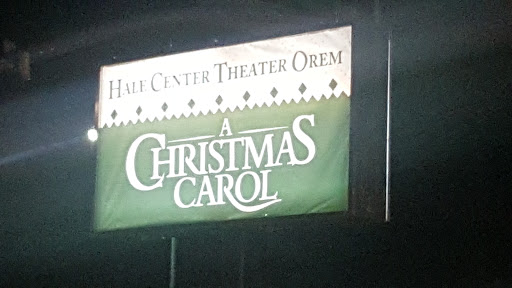 HALE CENTER THEATER OREM
A
CHRISTMAS
CAROL